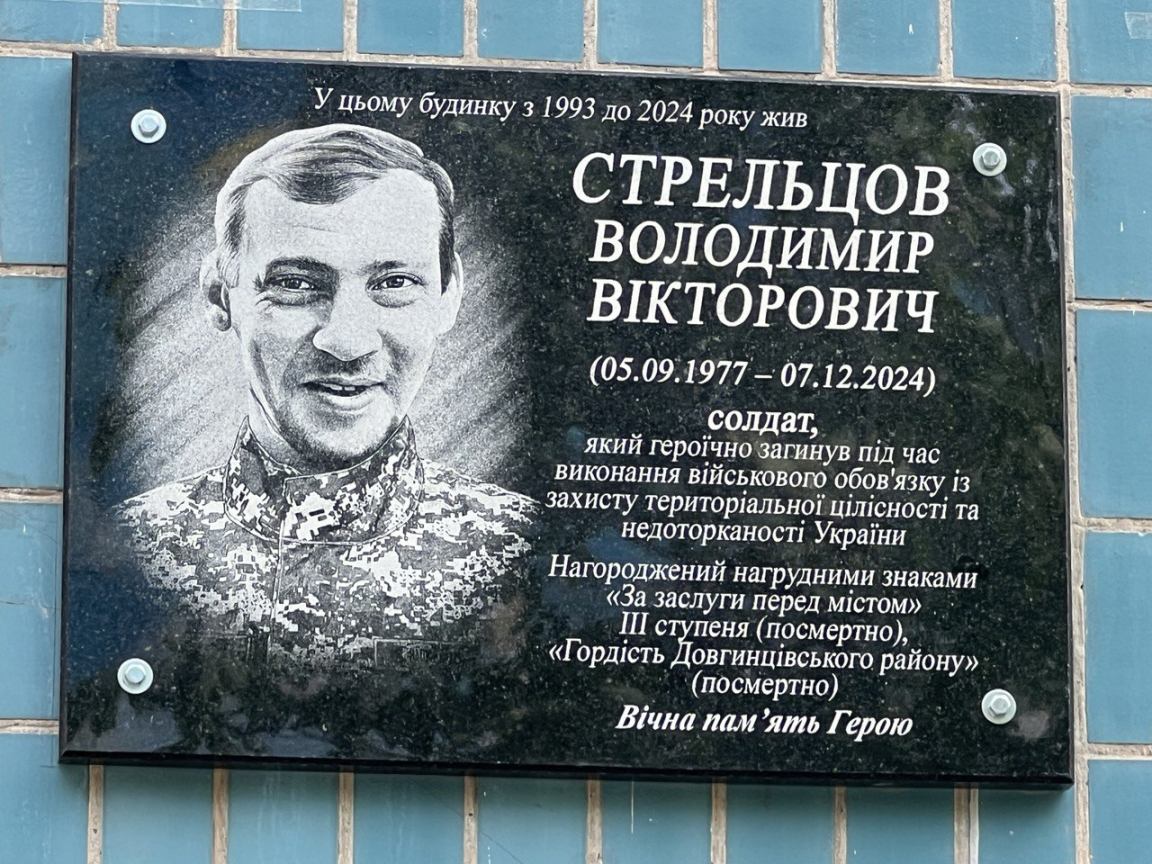 У цьому будинку з 1993 до 2024 року жив
СТРЕЛЬЦОВ
ВОЛОДИМИР
ВІКТОРОВИЧ
(05.09.1977 – 07.12.2024)
солдат,
який героїчно загинув під час
виконання військового обов'язку із
захисту територіальної цілісності та
недоторканості України
Нагороджений нагрудними знаками
«За заслуги перед містом»
ІІІ ступеня (посмертно),
«Гордість Довгинцівського району»
(посмертно)
Вічна пам’ять Герою